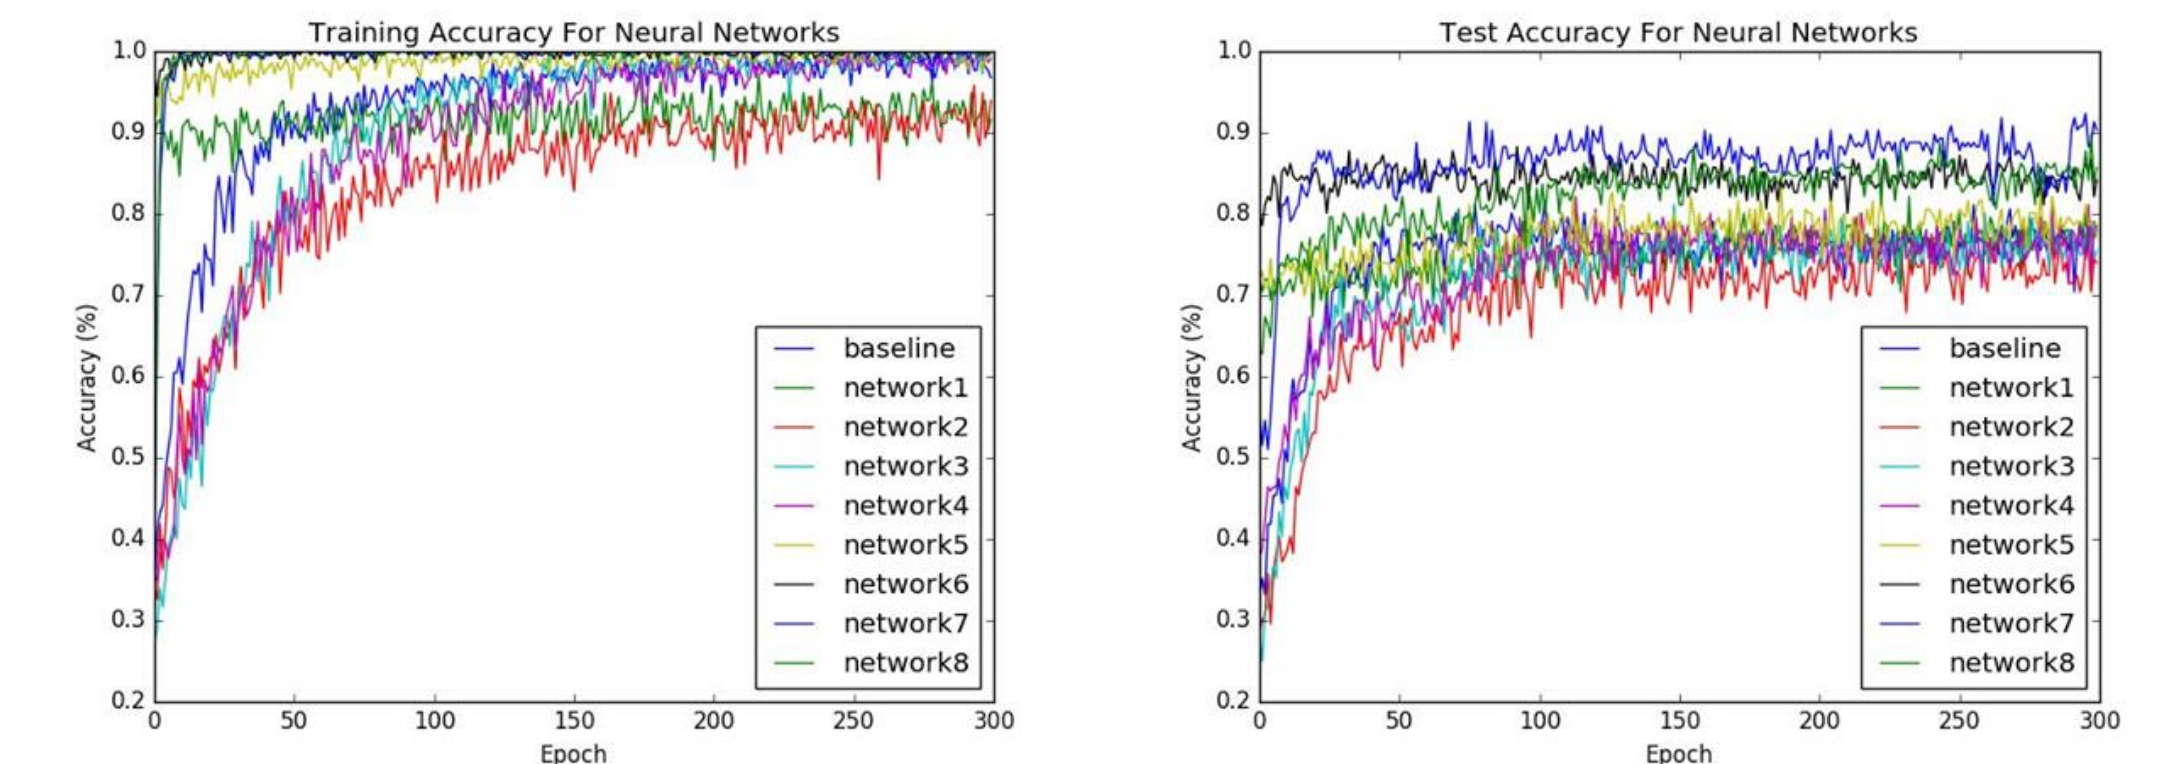 Training Accuracy For Neural Networks
1.0
0.9
0.8
0.7
0.6
0.5
0.4
0.3
0.2
Accuracy (%)
baseline
network1
network2
network3
network4
network5
network6
network7
network8
0 50 100 150 200 250 300
Epoch
Test Accuracy For Neural Networks
1.0
0.9
0.8
0.7
0.6
0.5
0.4
0.3
0.2
Accuracy (%)
baseline
network1
network2
network3
network4
network5
network6
network7
network8
0 50 100 150 200 250 300
Epoch